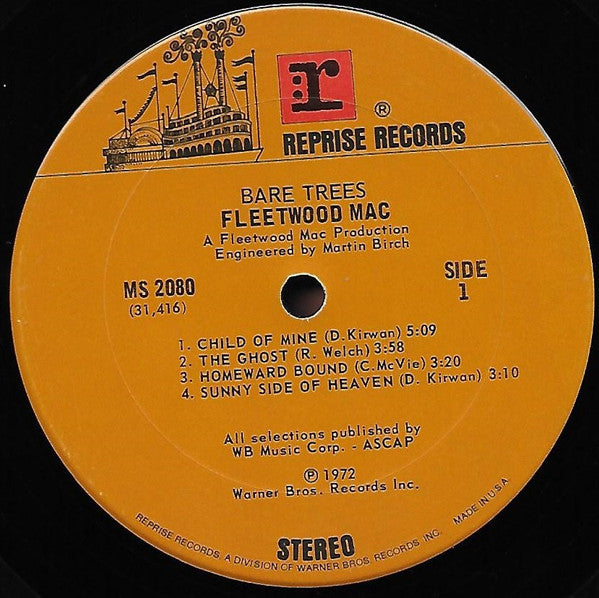 r
®
REPRISE RECORDS
BARE TREES
FLEETWOOD MAC
A Fleetwood Mac Production
Engineered by Martin Birch
MS 2080
(31,416)
SIDE
1
1. CHILD OF MINE (D.Kirwan) 5:09
2. THE GHOST (R. Welch) 3:58
3. HOMEWARD BOUND (C.McVie) 3:20
4. SUNNY SIDE OF HEAVEN (D. Kirwan) 3:10
All selections published by
WB Music Corp. - ASCAP
℗ 1972
Warner Bros. Records Inc.
STEREO
REPRISE RECORDS, A DIVISION OF WARNER BROS. RECORDS, INC. MADE IN U.S.A.